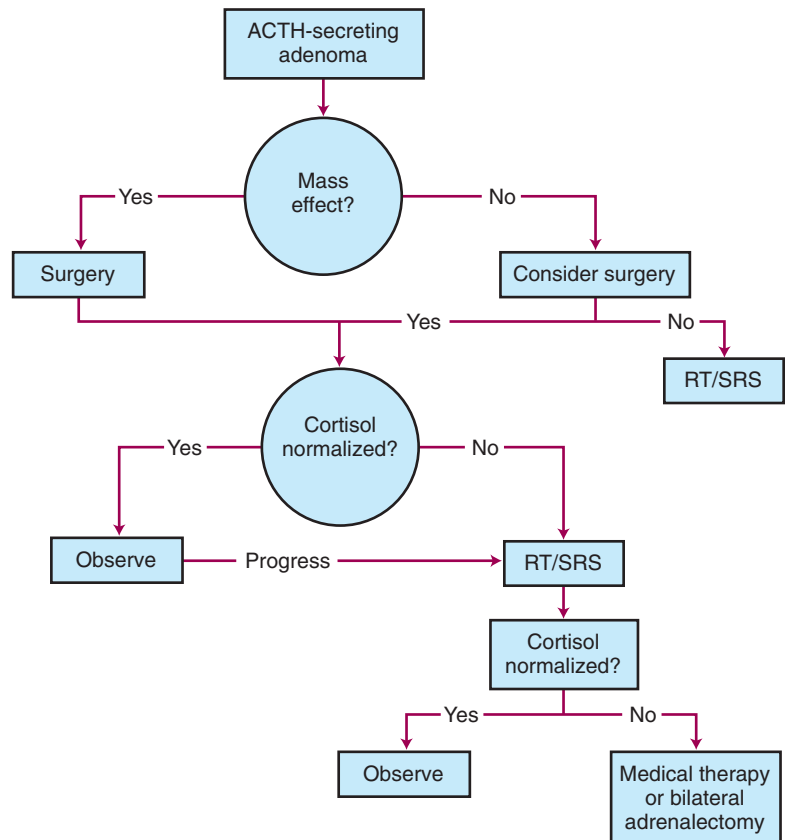 ACTH-secreting
adenoma
Mass
effect?
Yes
No
Surgery
Consider surgery
Yes
No
RT/SRS
Cortisol
normalized?
Yes
No
Observe
Progress
RT/SRS
Cortisol
normalized?
Yes
No
Observe
Medical therapy
or bilateral
adrenalectomy